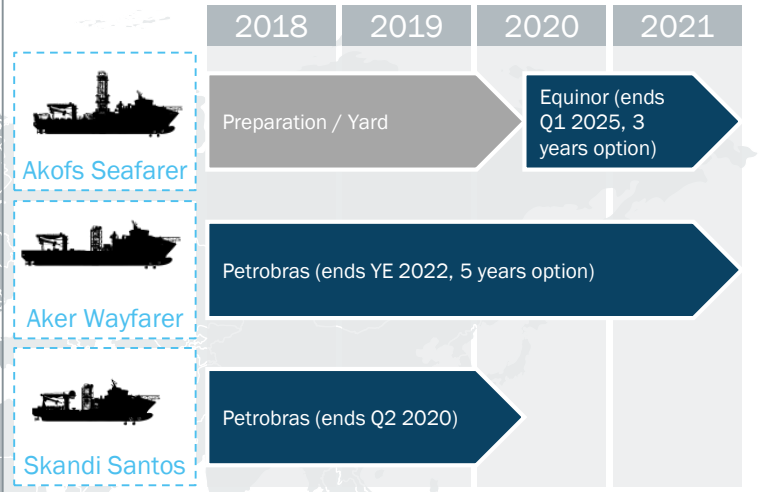 2018 2019 2020 2021
Akofs Seafarer
Preparation / Yard
Equinor (ends
Q1 2025, 3
years option)
Aker Wayfarer
Petrobras (ends YE 2022, 5 years option)
Skandi Santos
Petrobras (ends Q2 2020)